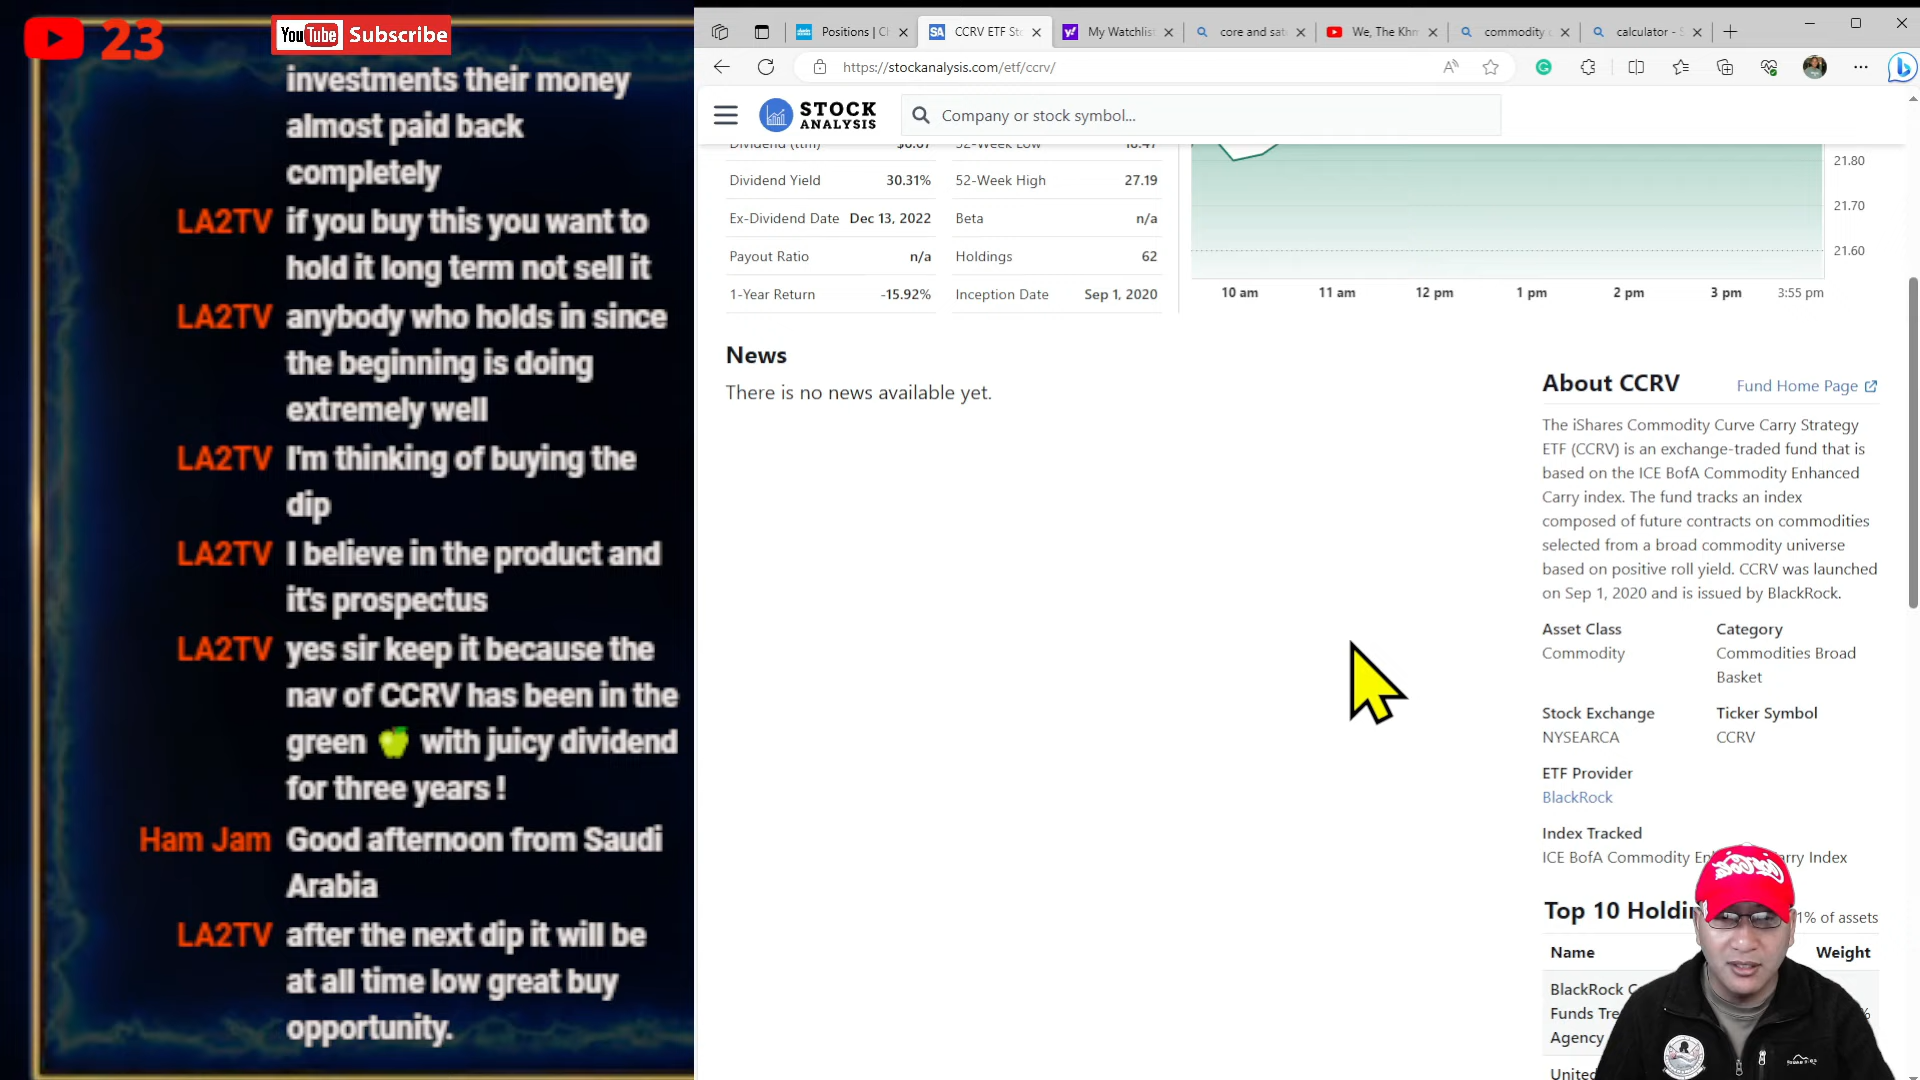 23
YouTube Subscribe
investments their money
almost paid back
completely
LA2TV if you buy this you want to
hold it long term not sell it
LA2TV anybody who holds in since
the beginning is doing
extremely well
LA2TV I'm thinking of buying the
dip
LA2TV I believe in the product and
it's prospectus
LA2TV yes sir keep it because the
nav of CCRV has been in the
green 🍏 with juicy dividend
for three years !
Ham Jam Good afternoon from Saudi
Arabia
LA2TV after the next dip it will be
at all time low great buy
opportunity.
Positions | Ch
CCRV ETF Sto
My Watchlist
core and sat
We, The Khm
commodity c
calculator - S
https://stockanalysis.com/etf/ccrv/
STOCK
ANALYSIS
Company or stock symbol...
Dividend (ttm) 52-Week Low
Dividend Yield 30.31% 52-Week High 27.19
Ex-Dividend Date Dec 13, 2022 Beta n/a
Payout Ratio n/a Holdings 62
1-Year Return -15.92% Inception Date Sep 1, 2020
21.80
21.70
21.60
10 am 11 am 12 pm 1 pm 2 pm 3 pm 3:55 pm
News
There is no news available yet.
About CCRV Fund Home Page
The iShares Commodity Curve Carry Strategy
ETF (CCRV) is an exchange-traded fund that is
based on the ICE BofA Commodity Enhanced
Carry index. The fund tracks an index
composed of future contracts on commodities
selected from a broad commodity universe
based on positive roll yield. CCRV was launched
on Sep 1, 2020 and is issued by BlackRock.
Asset Class Category
Commodity Commodities Broad
Basket
Stock Exchange Ticker Symbol
NYSEARCA CCRV
ETF Provider
BlackRock
Index Tracked
ICE BofA Commodity En arry Index
Top 10 Holdin 1% of assets
Name Weight
BlackRock C
Funds Tre %
Agency
United